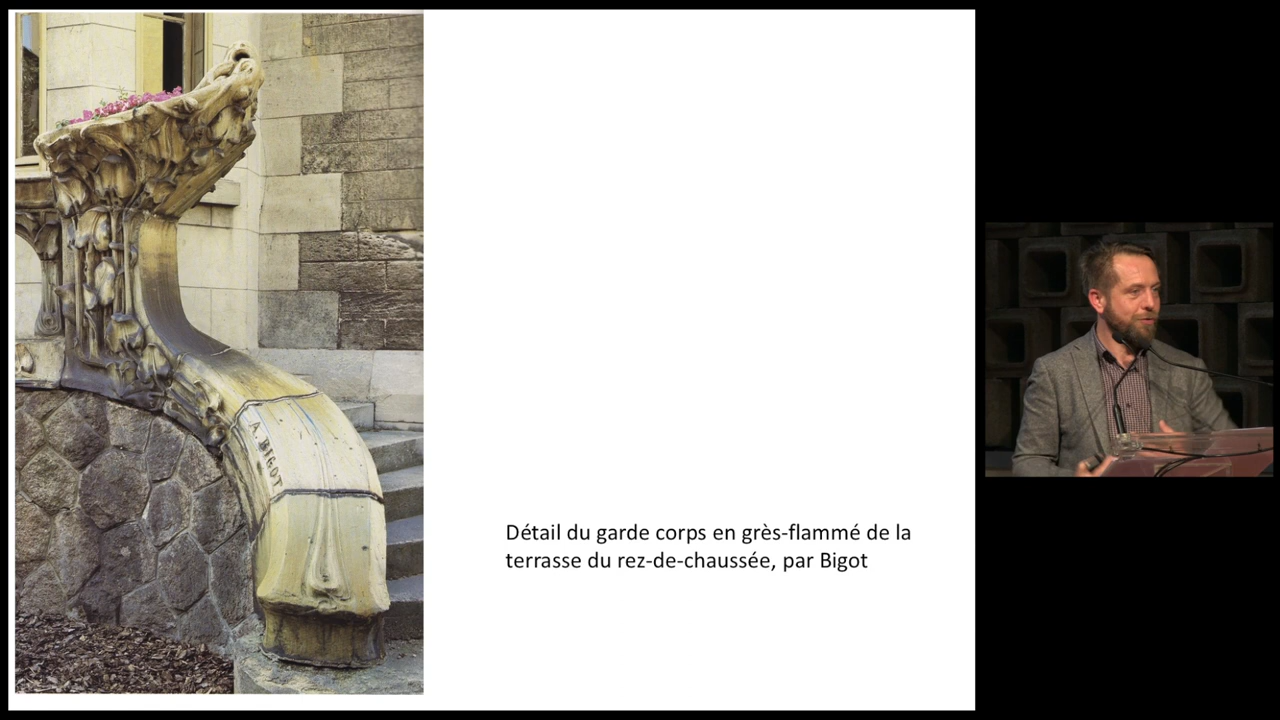 A. BIGOT
Détail du garde corps en grès-flammé de la
terrasse du rez-de-chaussée, par Bigot